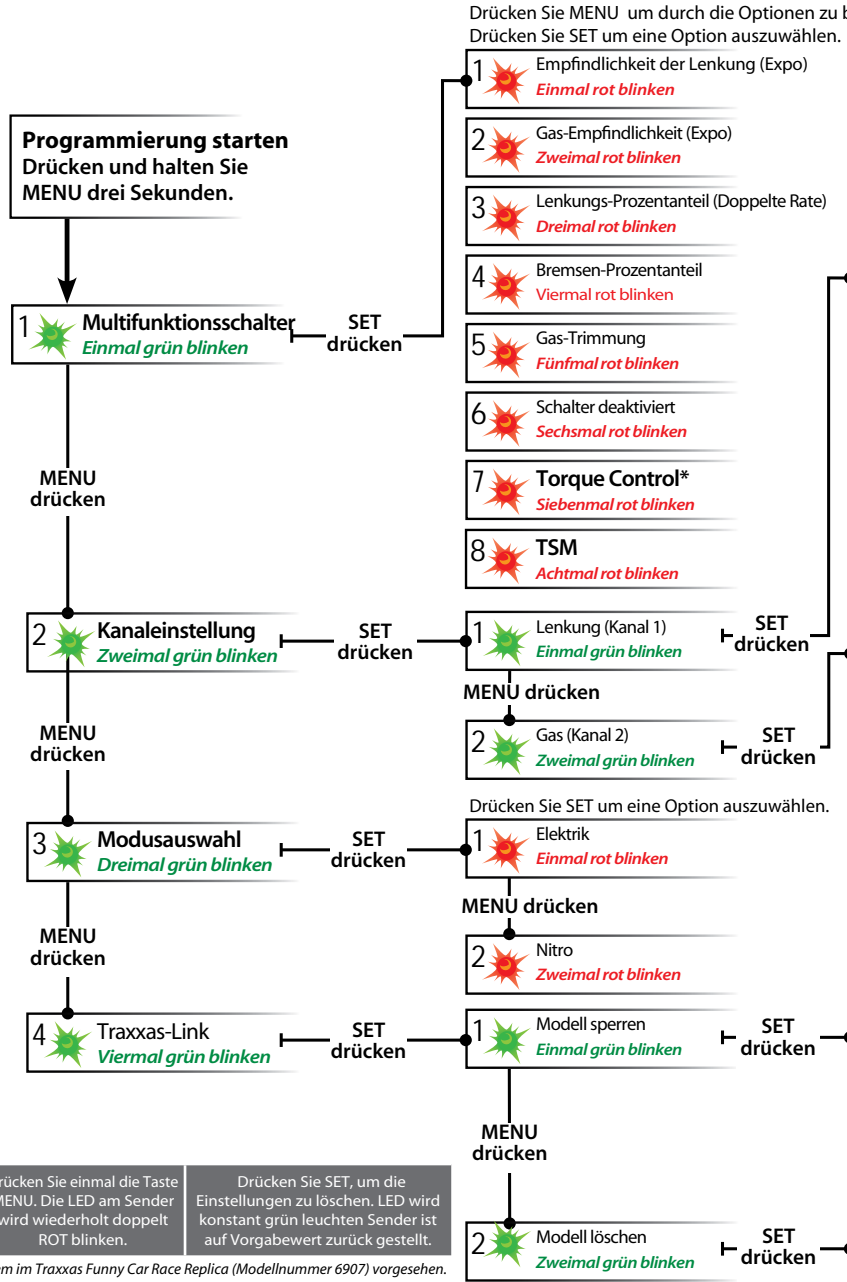 Drücken Sie MENU um durch die Optionen zu
Drücken Sie SET um eine Option auszuwählen.
Programmierung starten
Drücken und halten Sie
MENU drei Sekunden.
1 Multifunktionsschalter
Einmal grün blinken
SET
drücken
1 Empfindlichkeit der Lenkung (Expo)
Einmal rot blinken
2 Gas-Empfindlichkeit (Expo)
Zweimal rot blinken
3 Lenkungs-Prozentanteil (Doppelte Rate)
Dreimal rot blinken
4 Bremsen-Prozentanteil
Viermal rot blinken
5 Gas-Trimmung
Fünfmal rot blinken
6 Schalter deaktiviert
Sechsmal rot blinken
7 Torque Control*
Siebenmal rot blinken
8 TSM
Achtmal rot blinken
MENU
drücken
2 Kanaleinstellung
Zweimal grün blinken
SET
drücken
1 Lenkung (Kanal 1)
Einmal grün blinken
SET
drücken
MENU drücken
2 Gas (Kanal 2)
Zweimal grün blinken
SET
drücken
MENU
drücken
Drücken Sie SET um eine Option auszuwählen.
3 Modusauswahl
Dreimal grün blinken
SET
drücken
1 Elektrik
Einmal rot blinken
MENU drücken
2 Nitro
Zweimal rot blinken
MENU
drücken
4 Traxxas-Link
Viermal grün blinken
SET
drücken
1 Modell sperren
Einmal grün blinken
SET
drücken
MENU
drücken
2 Modell löschen
Zweimal grün blinken
SET
drücken
rücken Sie einmal die Taste
MENU. Die LED am Sender
wird wiederholt doppelt
ROT blinken.
Drücken Sie SET, um die
Einstellungen zu löschen. LED wird
konstant grün leuchten Sender ist
auf Vorgabewert zurück gestellt.
em im Traxxas Funny Car Race Replica (Modellnummer 6907) vorgesehen.